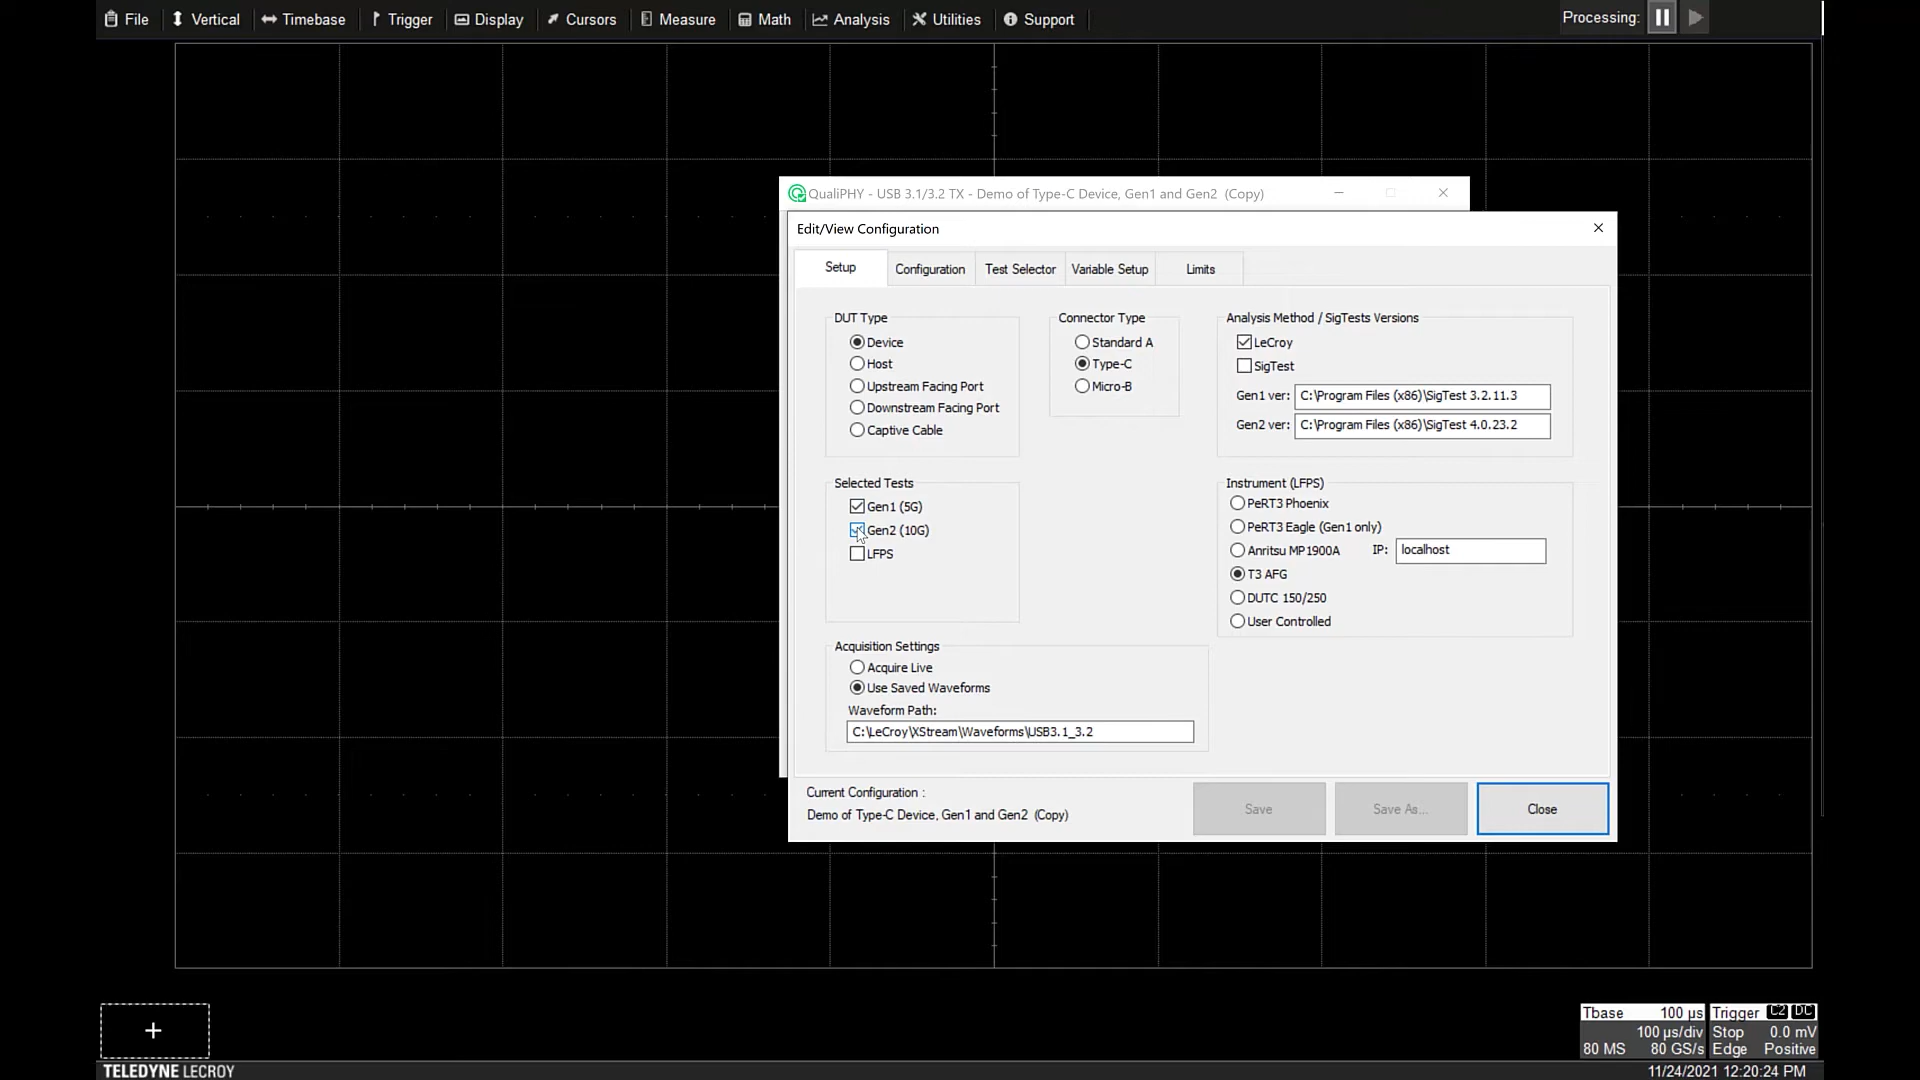 File Vertical Timebase Trigger Display Cursors Measure Math Analysis Utilities Support Processing:
QualiPHY - USB 3.1/3.2 TX - Demo of Type-C Device, Gen1 and Gen2 (Copy)
Edit/View Configuration
Setup Configuration Test Selector Variable Setup Limits
DUT Type
Device
Host
Upstream Facing Port
Downstream Facing Port
Captive Cable
Connector Type
Standard A
Type-C
Micro-B
Analysis Method / SigTests Versions
LeCroy
SigTest
Gen1 ver: C:\Program Files (x86)\SigTest 3.2.11.3
Gen2 ver: C:\Program Files (x86)\SigTest 4.0.23.2
Selected Tests
Gen1 (5G)
Gen2 (10G)
LFPS
Instrument (LFPS)
PeRT3 Phoenix
PeRT3 Eagle (Gen1 only)
Anritsu MP1900A IP: localhost
T3 AFG
DUTC 150/250
User Controlled
Acquisition Settings
Acquire Live
Use Saved Waveforms
Waveform Path:
C:\LeCroy\XStream\Waveforms\USB3.1_3.2
Current Configuration :
Demo of Type-C Device, Gen1 and Gen2 (Copy)
Save Save As... Close
Tbase 100 µs
100 µs/div
80 MS 80 GS/s
Trigger C2 DC
Stop 0.0 mV
Edge Positive
TELEDYNE LECROY
11/24/2021 12:20:24 PM